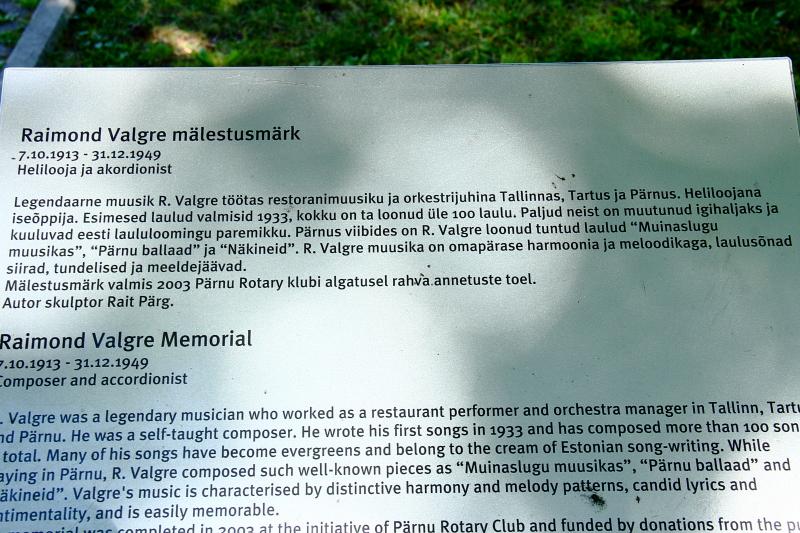 Raimond Valgre mälestusmärk
7.10.1913 - 31.12.1949
Helilooja ja akordionist
Legendaarne muusik R. Valgre töötas restoranimuusiku ja orkestrijuhina Tallinnas, Tartus ja Pärnus. Heliloojana
iseõppija. Esimesed laulud valmisid 1933, kokku on ta loonud üle 100 laulu. Paljud neist on muutunud igihaljaks ja
kuuluvad eesti laululoomingu paremikku. Pärnus viibides on R. Valgre loonud tuntud laulud “Muinaslugu
muusikas”, “Pärnu ballaad” ja “Näkineid”. R. Valgre muusika on omapärase harmoonia ja meloodikaga, laulusõnad
siirad, tundelised ja meeldejäävad.
Mälestusmärk valmis 2003 Pärnu Rotary klubi algatusel rahva annetuste toel.
Autor skulptor Rait Pärg.
Raimond Valgre Memorial
7.10.1913 - 31.12.1949
Composer and accordionist
. Valgre was a legendary musician who worked as a restaurant performer and orchestra manager in Tallinn, Tartu
nd Pärnu. He was a self-taught composer. He wrote his first songs in 1933 and has composed more than 100 son
total. Many of his songs have become evergreens and belong to the cream of Estonian song-writing. While
aying in Pärnu, R. Valgre composed such well-known pieces as “Muinaslugu muusikas”, “Pärnu ballaad” and
äkineid”. Valgre's music is characterised by distinctive harmony and melody patterns, candid lyrics and
ntimentality, and is easily memorable.
memorial was completed in 2003 at the initiative of Pärnu Rotary Club and funded by donations from the pu